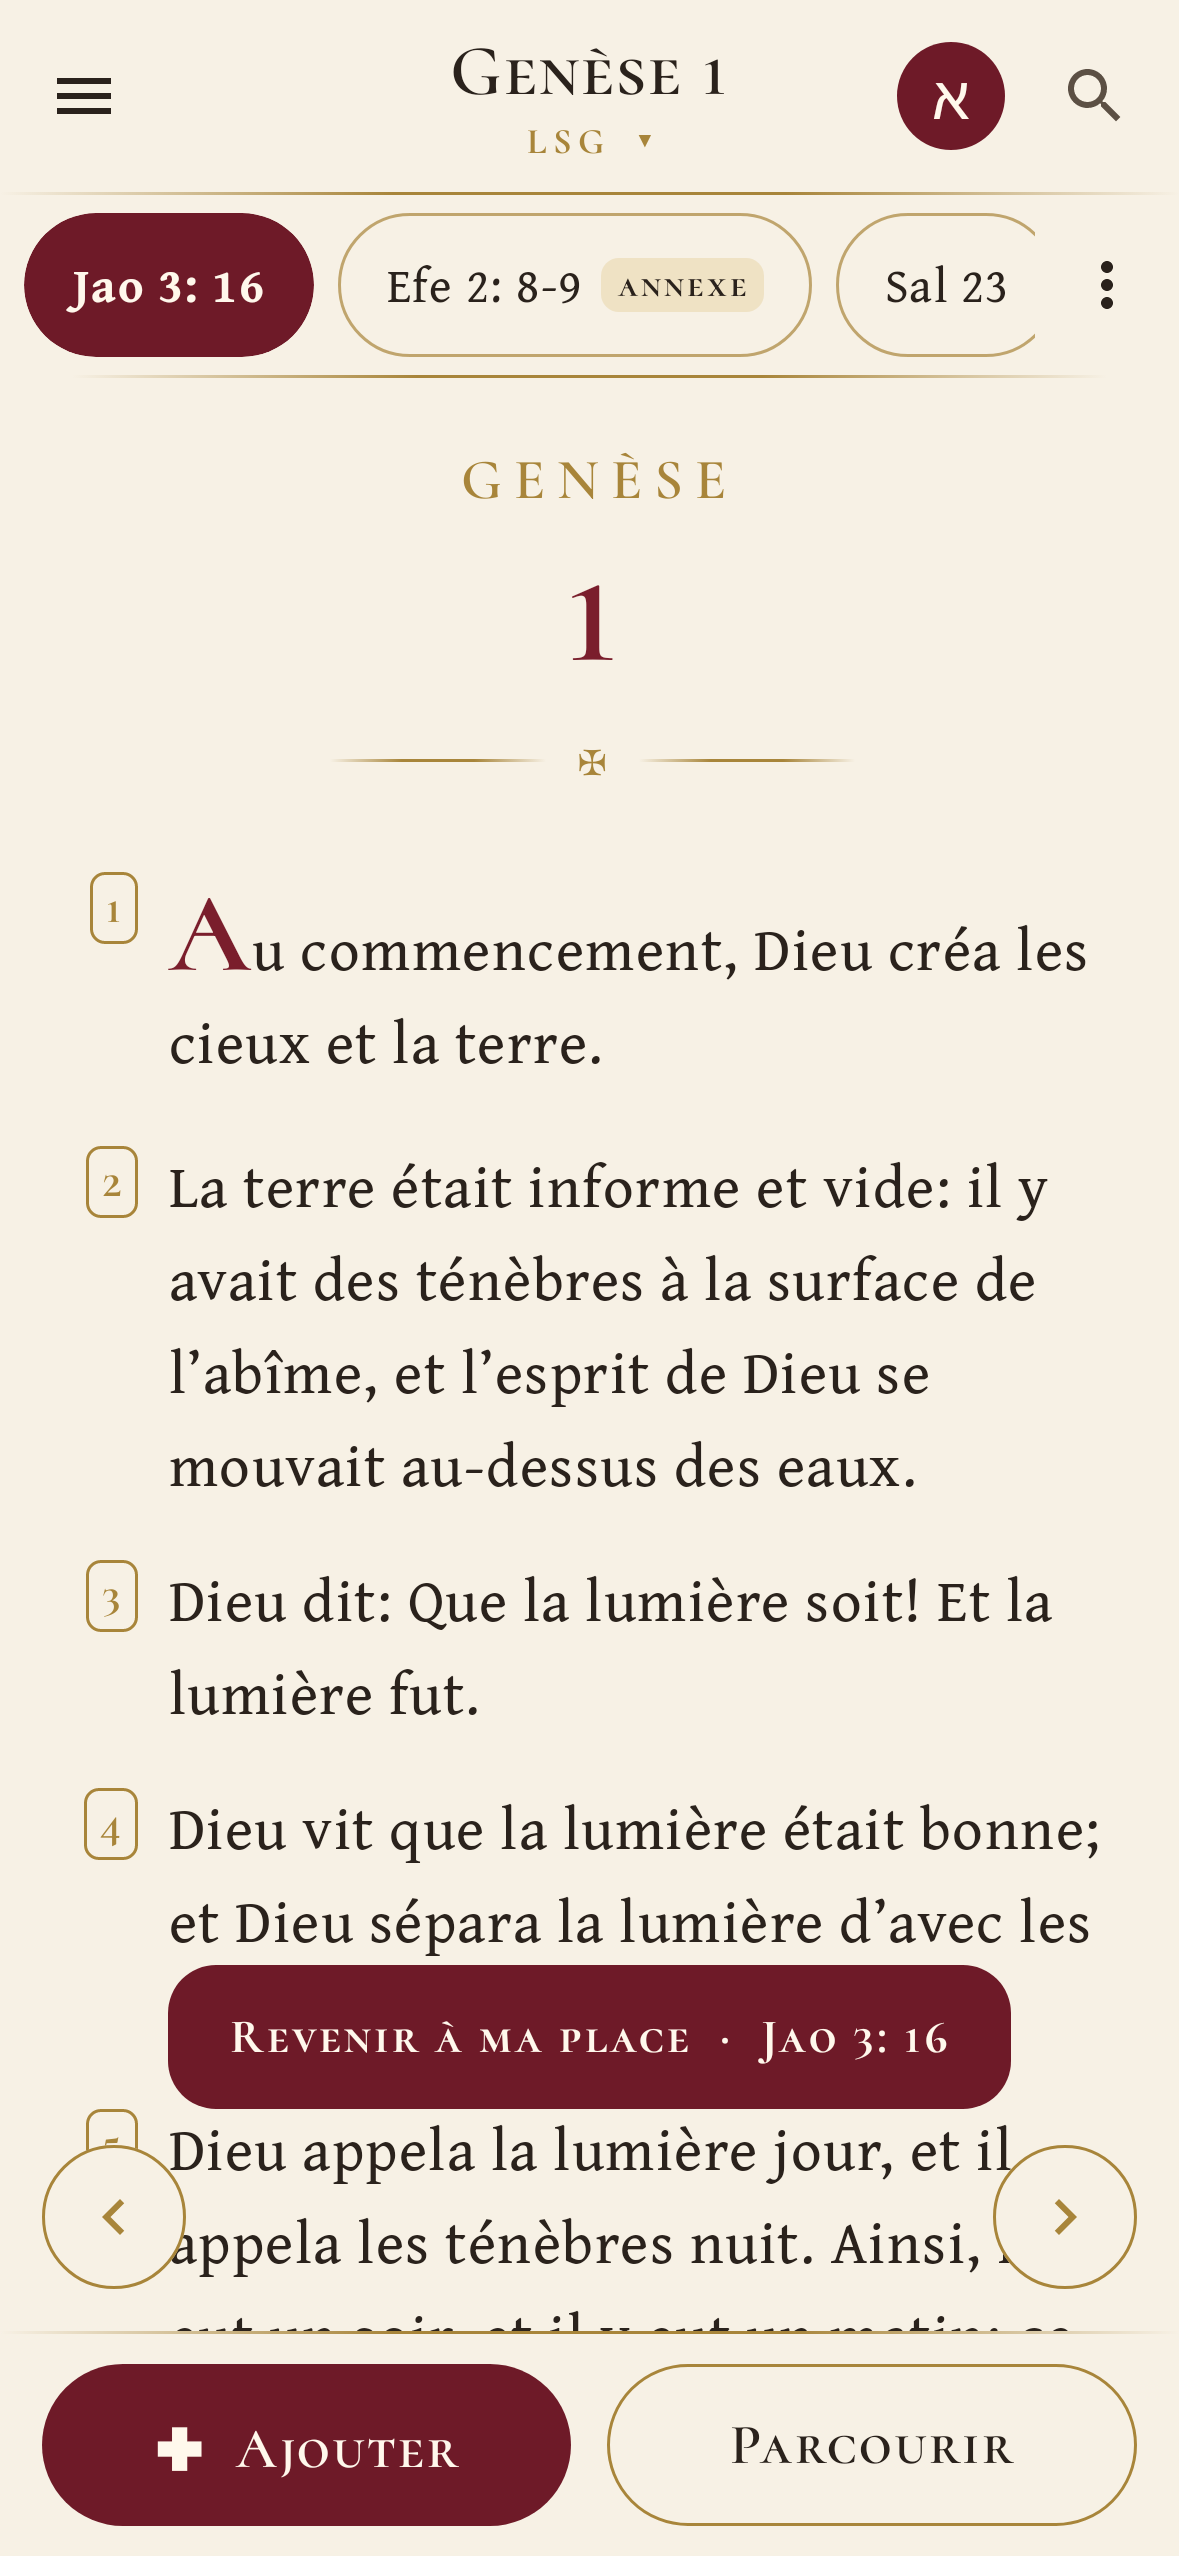 Genèse 1
LSG ▼
א
Jao 3: 16
Efe 2: 8-9 ANNEXE
Sal 23
GENÈSE
1
1 Au commencement, Dieu créa les
cieux et la terre.
2 La terre était informe et vide: il y
avait des ténèbres à la surface de
l’abîme, et l’esprit de Dieu se
mouvait au-dessus des eaux.
3 Dieu dit: Que la lumière soit! Et la
lumière fut.
4 Dieu vit que la lumière était bonne;
et Dieu sépara la lumière d’avec les
Revenir à ma place · Jao 3: 16
Dieu appela la lumière jour, et il
appela les ténèbres nuit. Ainsi,
Ajouter
Parcourir